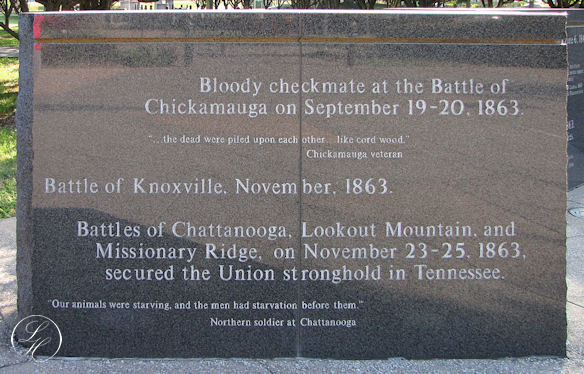 Bloody checkmate at the Battle of
Chickamauga on September 19-20, 1863.
"...the dead were piled upon each other... like cord wood."
Chickamauga veteran
Battle of Knoxville, November, 1863.
Battles of Chattanooga, Lookout Mountain, and
Missionary Ridge, on November 23-25, 1863,
secured the Union stronghold in Tennessee.
"Our animals were starving, and the men had starvation before them."
Northern soldier at Chattanooga